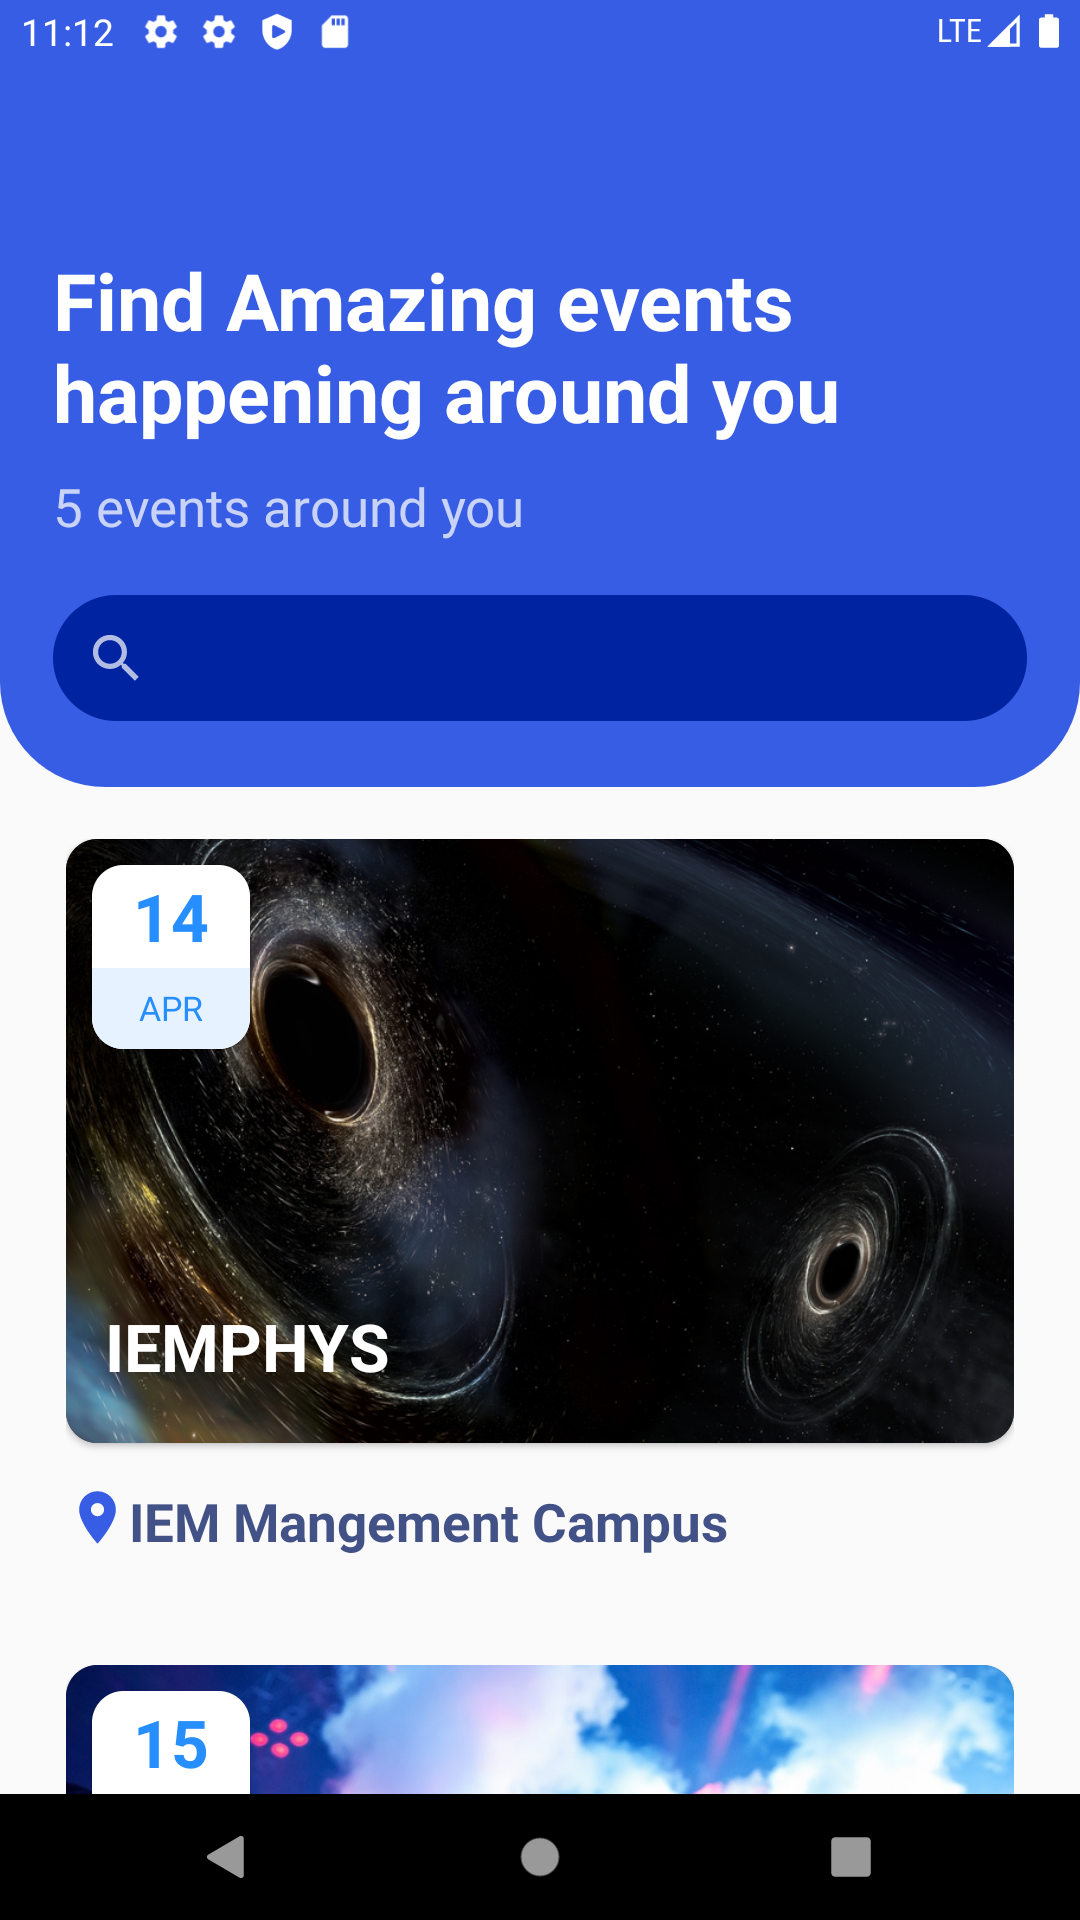 11:12
LTE
Find Amazing events
happening around you
5 events around you
14
APR
IEMPHYS
IEM Mangement Campus
15